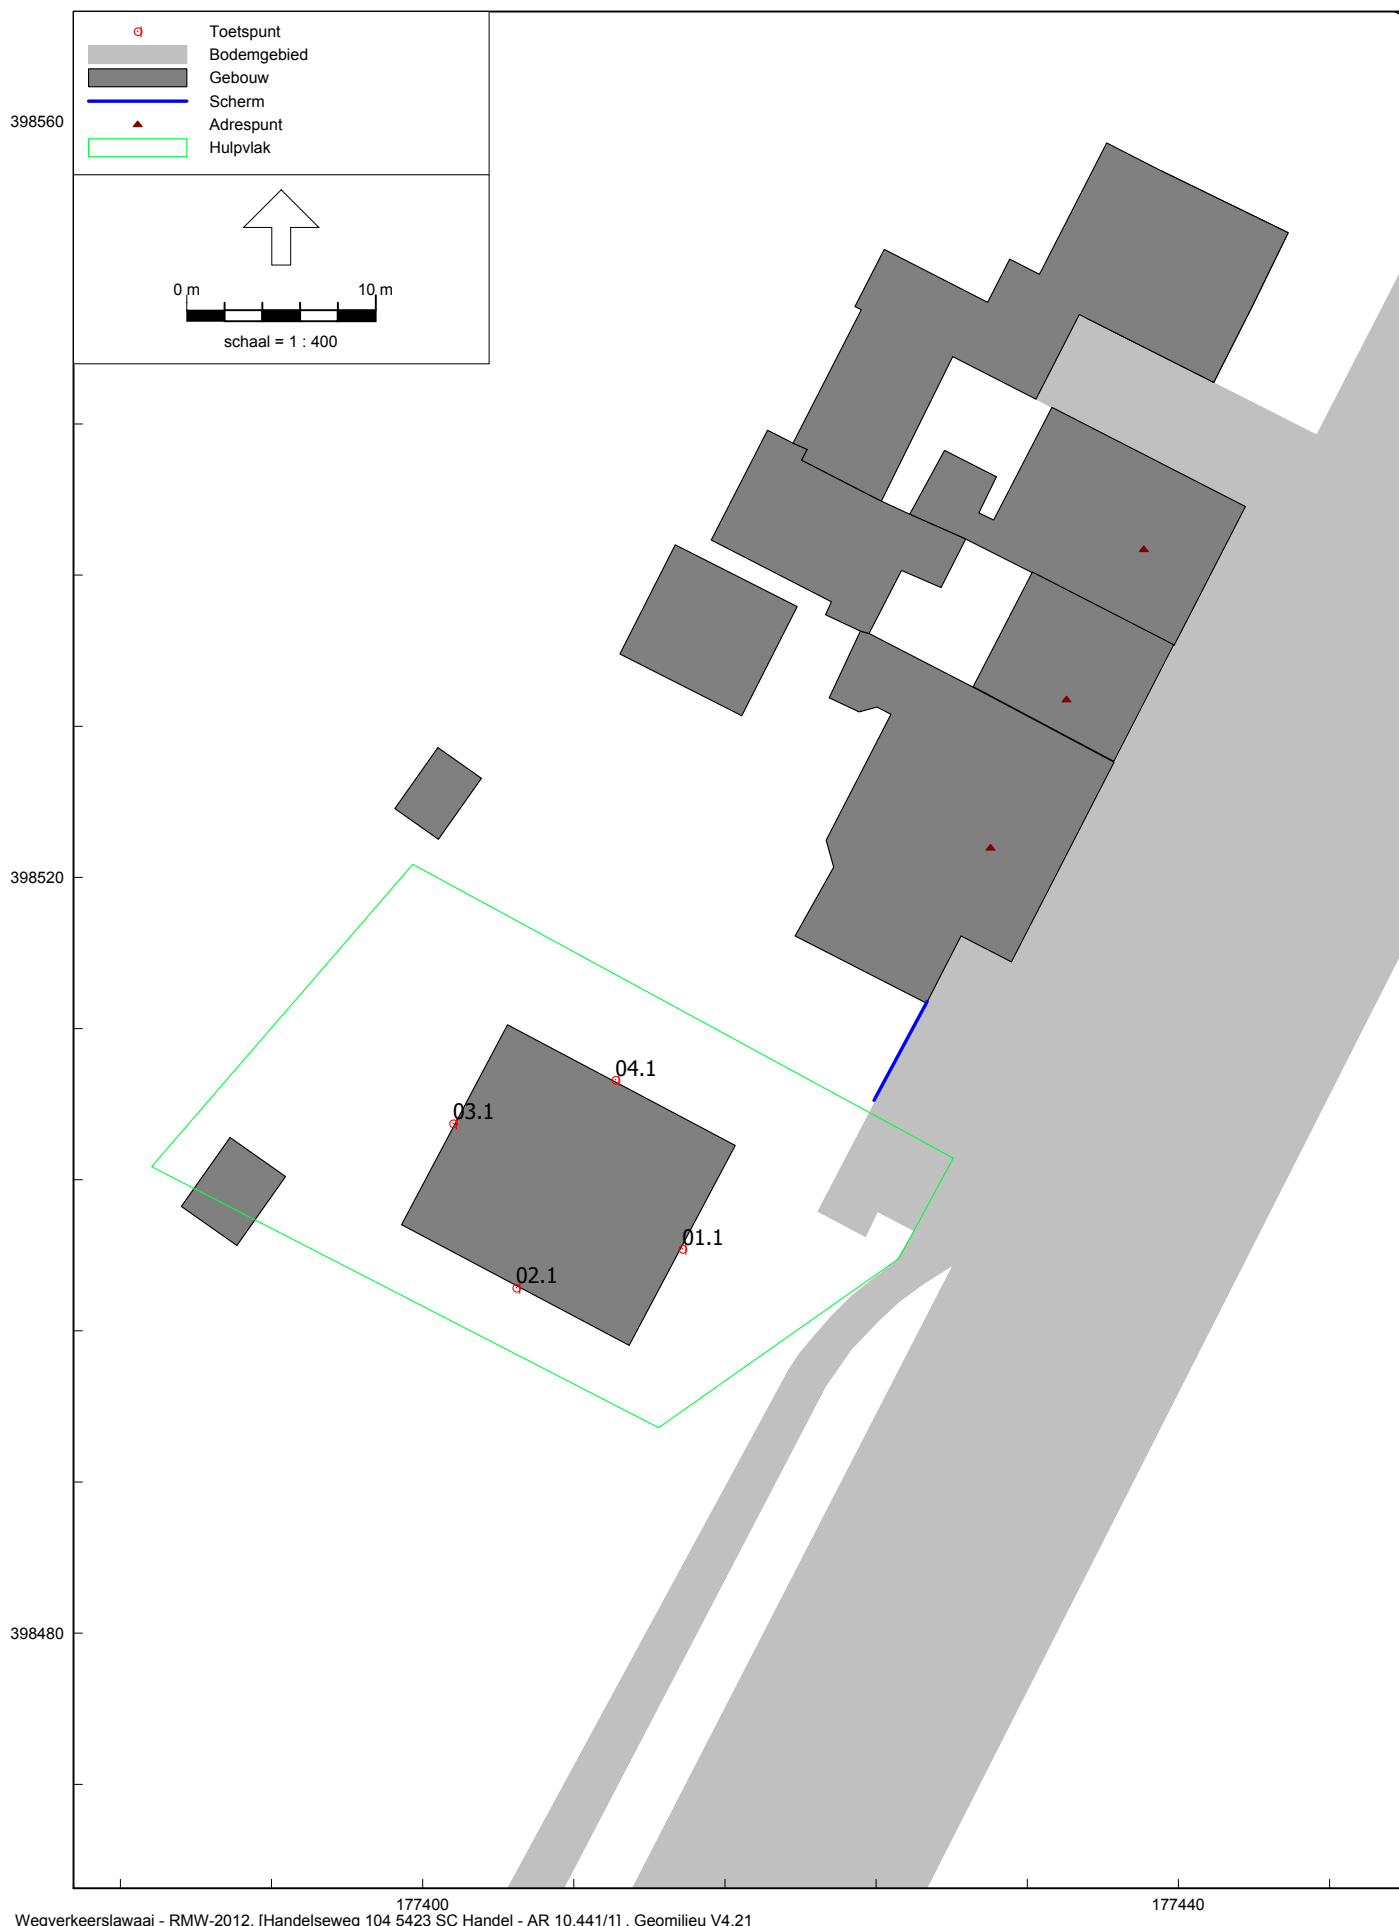 Toetspunt
Bodemgebied
Gebouw
Scherm
Adrespunt
Hulpvlak
398560
0 m 10 m
schaal = 1 : 400
398520
04.1
03.1
01.1
02.1
398480
177400 177440
Wegverkeerslawaai - RMW-2012, [Handelseweg 104 5423 SC Handel - AR 10.441/1] , Geomilieu V4.21